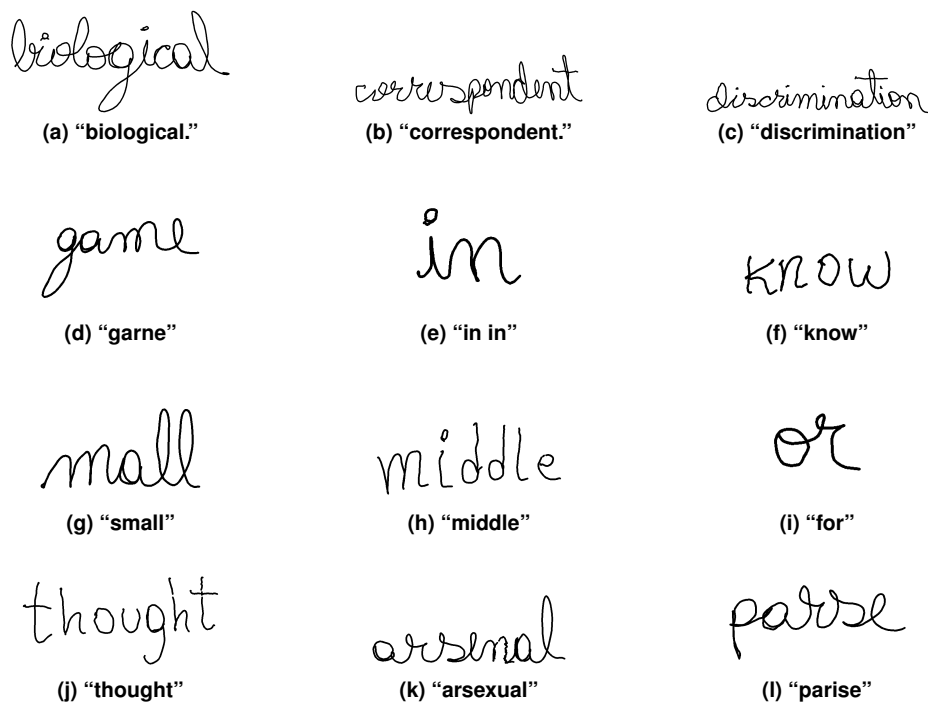 biological correspondent discrimination
(a) “biological.” (b) “correspondent.” (c) “discrimination”
game in know
(d) “garne” (e) “in in” (f) “know”
mall middle or
(g) “small” (h) “middle” (i) “for”
thought arsenal parse
(j) “thought” (k) “arsexual” (l) “parise”